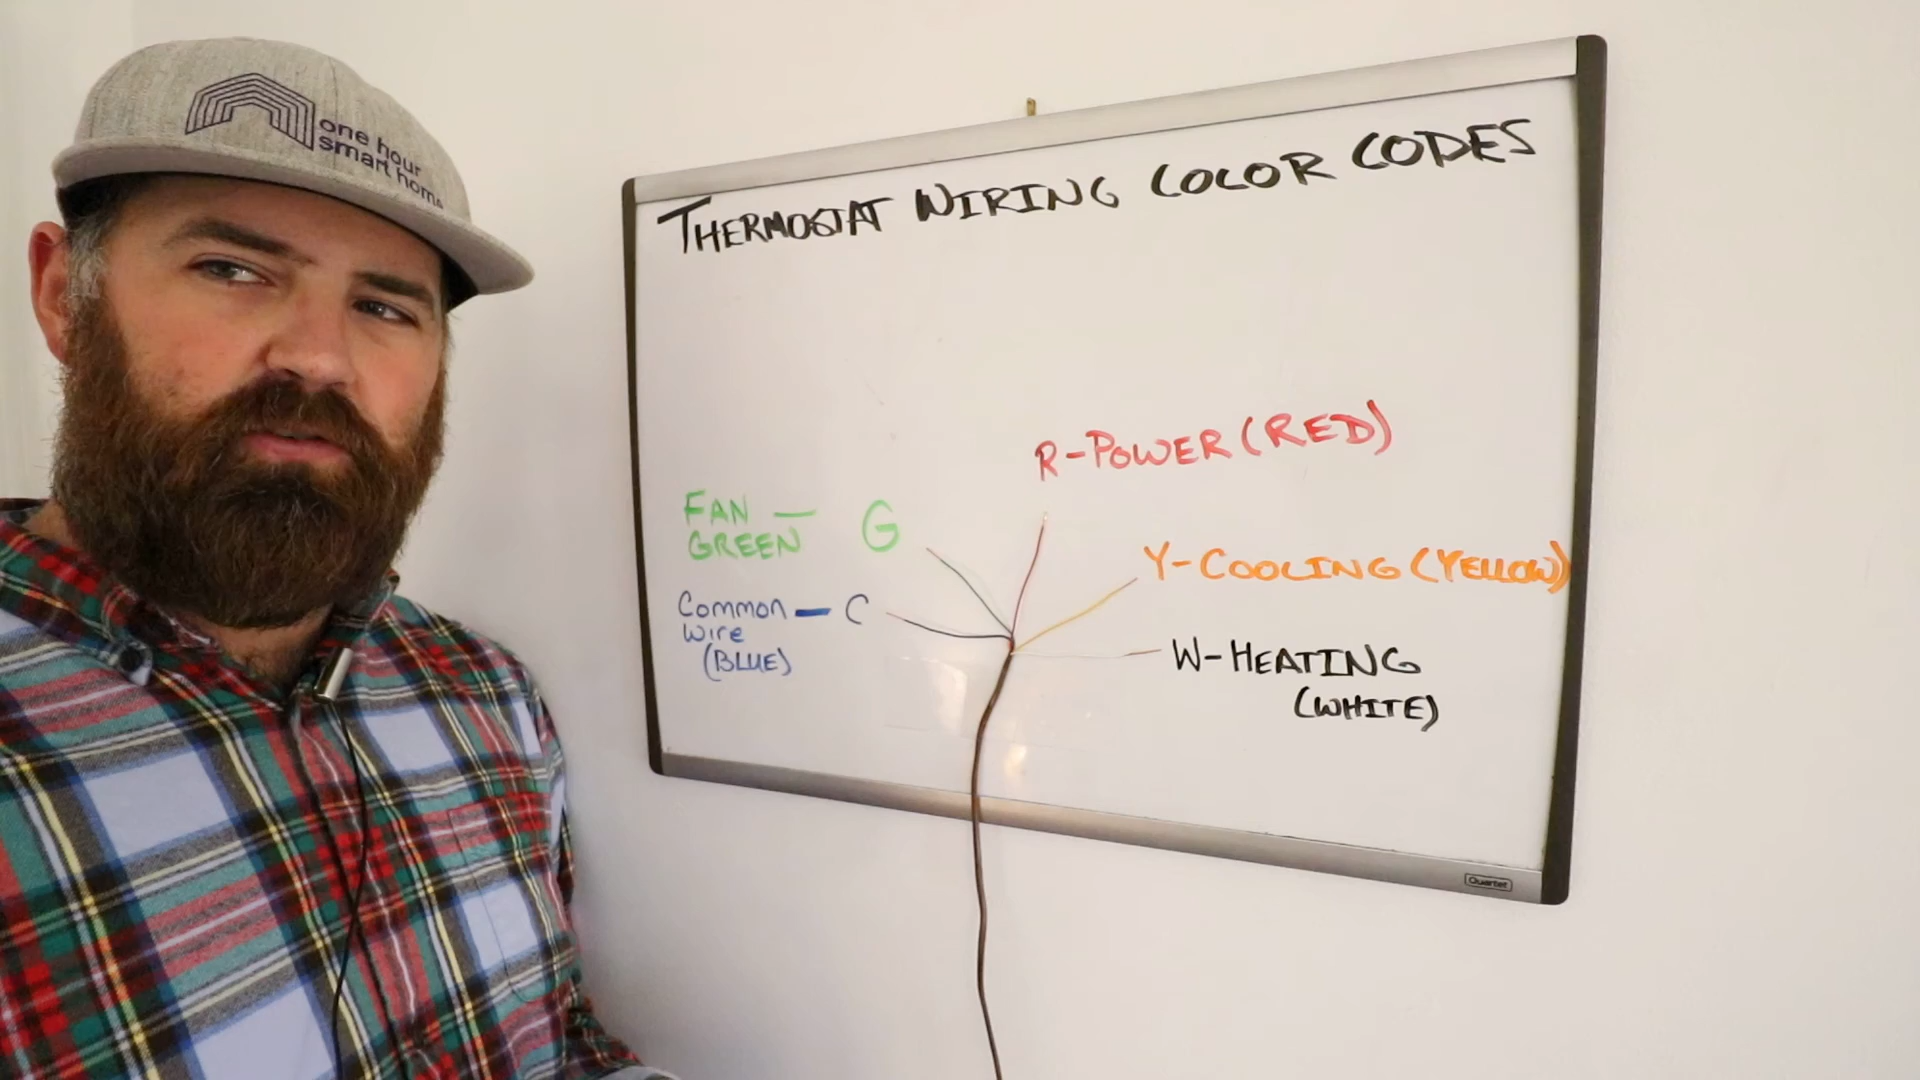 one hour
smart home
THERMOSTAT WIRING COLOR CODES
R-POWER (RED)
FAN — G
GREEN
Y-COOLING (YELLOW)
COMMON — C
WIRE
(BLUE)
W-HEATING
(WHITE)
Quartet